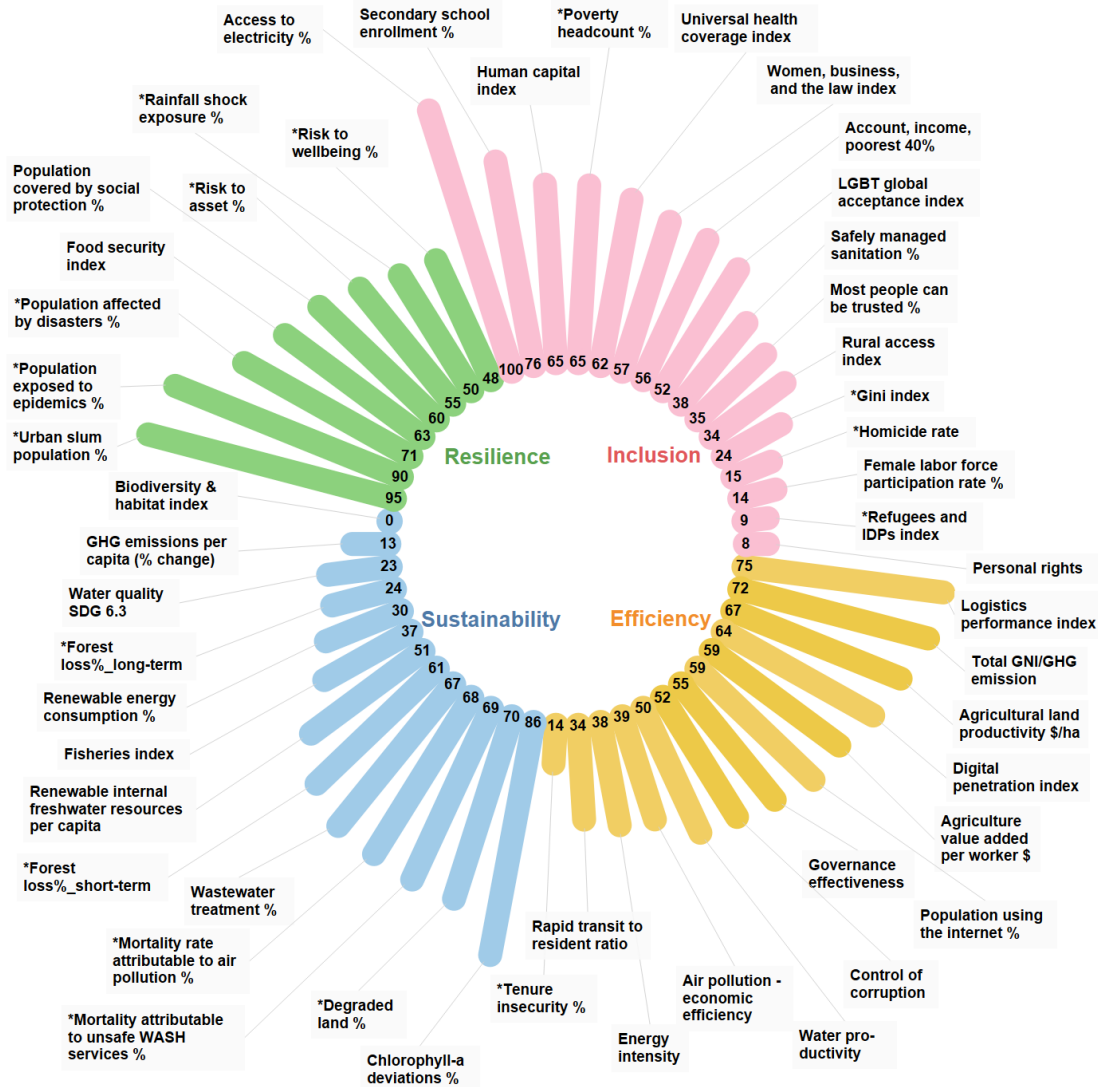 Access to
electricity %
Secondary school
enrollment %
*Poverty
headcount %
Universal health
coverage index
Human capital
index
Women, business,
and the law index
*Rainfall shock
exposure %
*Risk to
wellbeing %
Account, income,
poorest 40%
Population
covered by social
protection %
*Risk to
asset %
LGBT global
acceptance index
Food security
index
Safely managed
sanitation %
*Population affected
by disasters %
Most people can
be trusted %
*Population
exposed to
epidemics %
Rural access
index
*Urban slum
population %
*Gini index
*Homicide rate
Biodiversity &
habitat index
Female labor force
participation rate %
GHG emissions per
capita (% change)
*Refugees and
IDPs index
Personal rights
Water quality
SDG 6.3
Logistics
performance index
*Forest
loss%_long-term
Total GNI/GHG
emission
Renewable energy
consumption %
Agricultural land
productivity $/ha
Fisheries index
Digital
penetration index
Renewable internal
freshwater resources
per capita
Agriculture
value added
per worker $
*Forest
loss%_short-term
Governance
effectiveness
Wastewater
treatment %
Population using
the internet %
*Mortality rate
attributable to air
pollution %
Rapid transit to
resident ratio
Control of
corruption
*Mortality attributable
to unsafe WASH
services %
*Degraded
land %
*Tenure
insecurity %
Air pollution -
economic
efficiency
Chlorophyll-a
deviations %
Energy
intensity
Water pro-
ductivity
Resilience
Inclusion
Sustainability
Efficiency
100
76
65
65
62
57
56
52
38
35
34
24
15
14
9
8
75
72
67
64
59
59
55
52
50
39
38
34
14
86
70
69
68
67
61
51
37
30
24
23
13
0
95
90
71
63
60
55
50
48